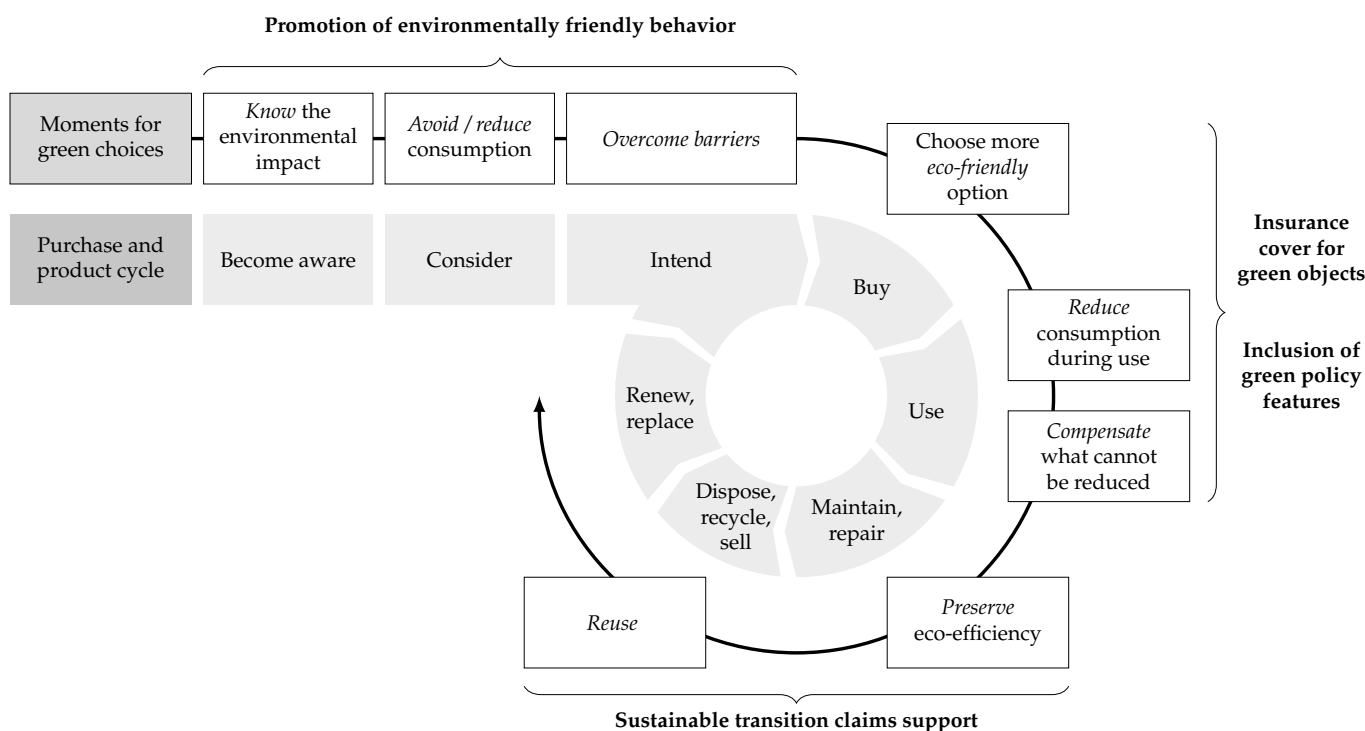 Promotion of environmentally friendly behavior
Moments for
green choices
Know the
environmental
impact
Avoid / reduce
consumption
Overcome barriers
Choose more
eco-friendly
option
Purchase and
product cycle
Become aware
Consider
Intend
Buy
Insurance
cover for
green objects
Reduce
consumption
during use
Inclusion of
green policy
features
Renew,
replace
Use
Compensate
what cannot
be reduced
Dispose,
recycle,
sell
Maintain,
repair
Reuse
Preserve
eco-efficiency
Sustainable transition claims support